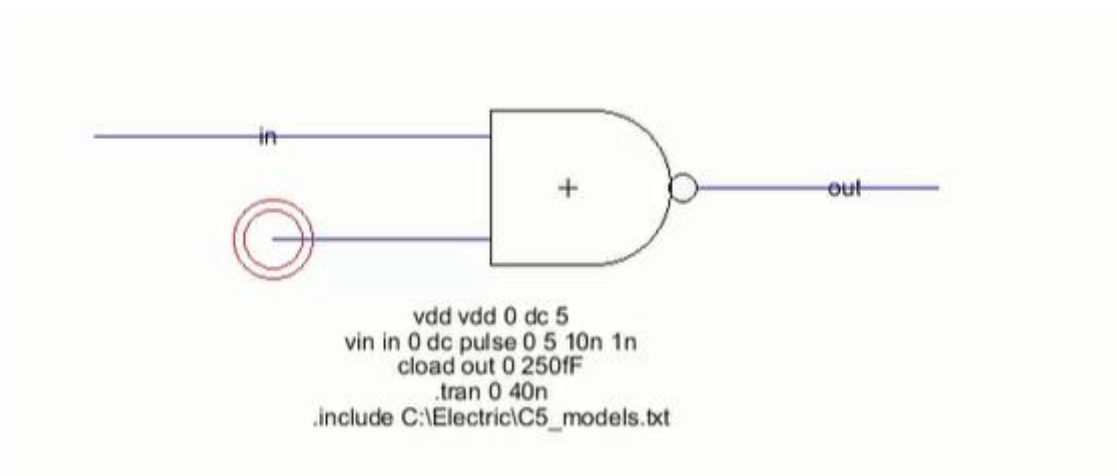 in
out
vdd vdd 0 dc 5
vin in 0 dc pulse 0 5 10n 1n
cload out 0 250fF
.tran 0 40n
.include C:\Electric\C5_models.txt